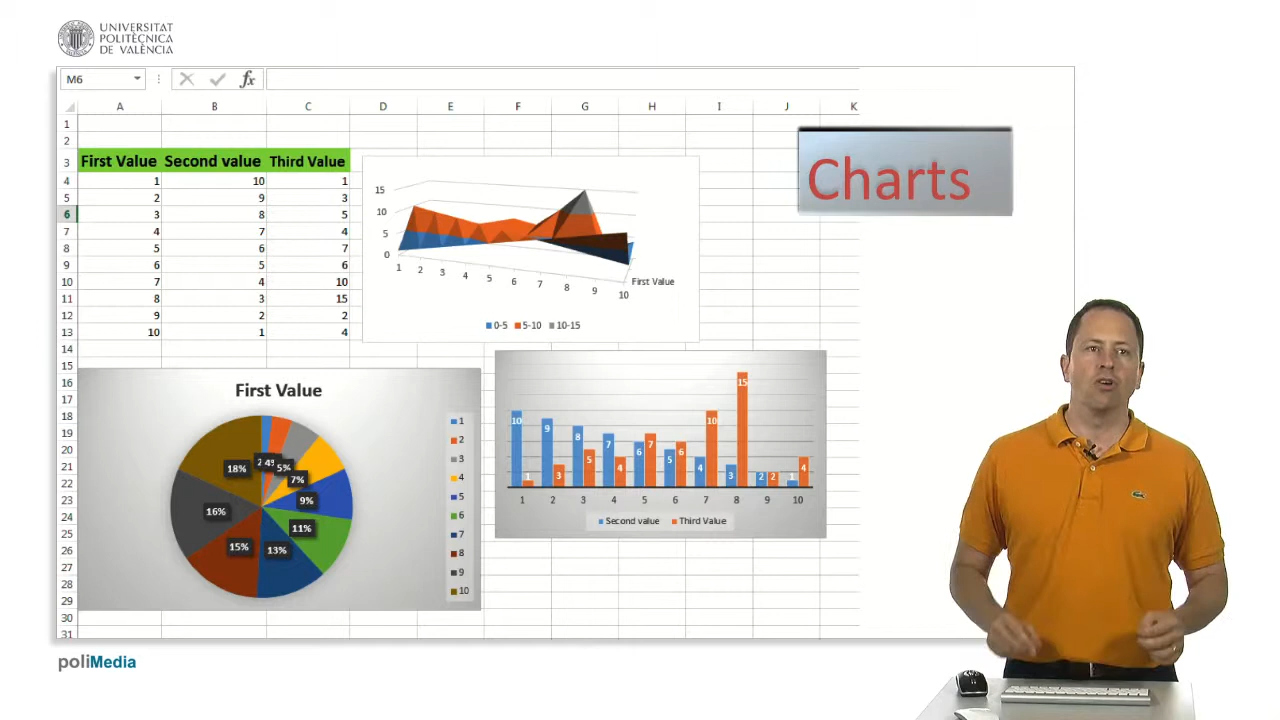 UNIVERSITAT
POLITÈCNICA
DE VALÈNCIA
M6
fx
A B C D E F G H I J K
1
2
3 First Value Second value Third Value
4 1 10 1
5 2 9 3
6 3 8 5
7 4 7 4
8 5 6 7
9 6 5 6
10 7 4 10
11 8 3 15
12 9 2 2
13 10 1 4
14
15
16
17
18
19
20
21
22
23
24
25
26
27
28
29
30
31
Charts
15
10
5
0
1 2 3 4 5 6 7 8 9 10
First Value
0-5 5-10 10-15
First Value
4%
5%
7%
9%
11%
13%
15%
16%
18%
1
2
3
4
5
6
7
8
9
10
10 1 9 3 8 5 7 4 6 7 5 6 4 10 3 15 2 2 1 4
1 2 3 4 5 6 7 8 9 10
Second value Third Value
poliMedia